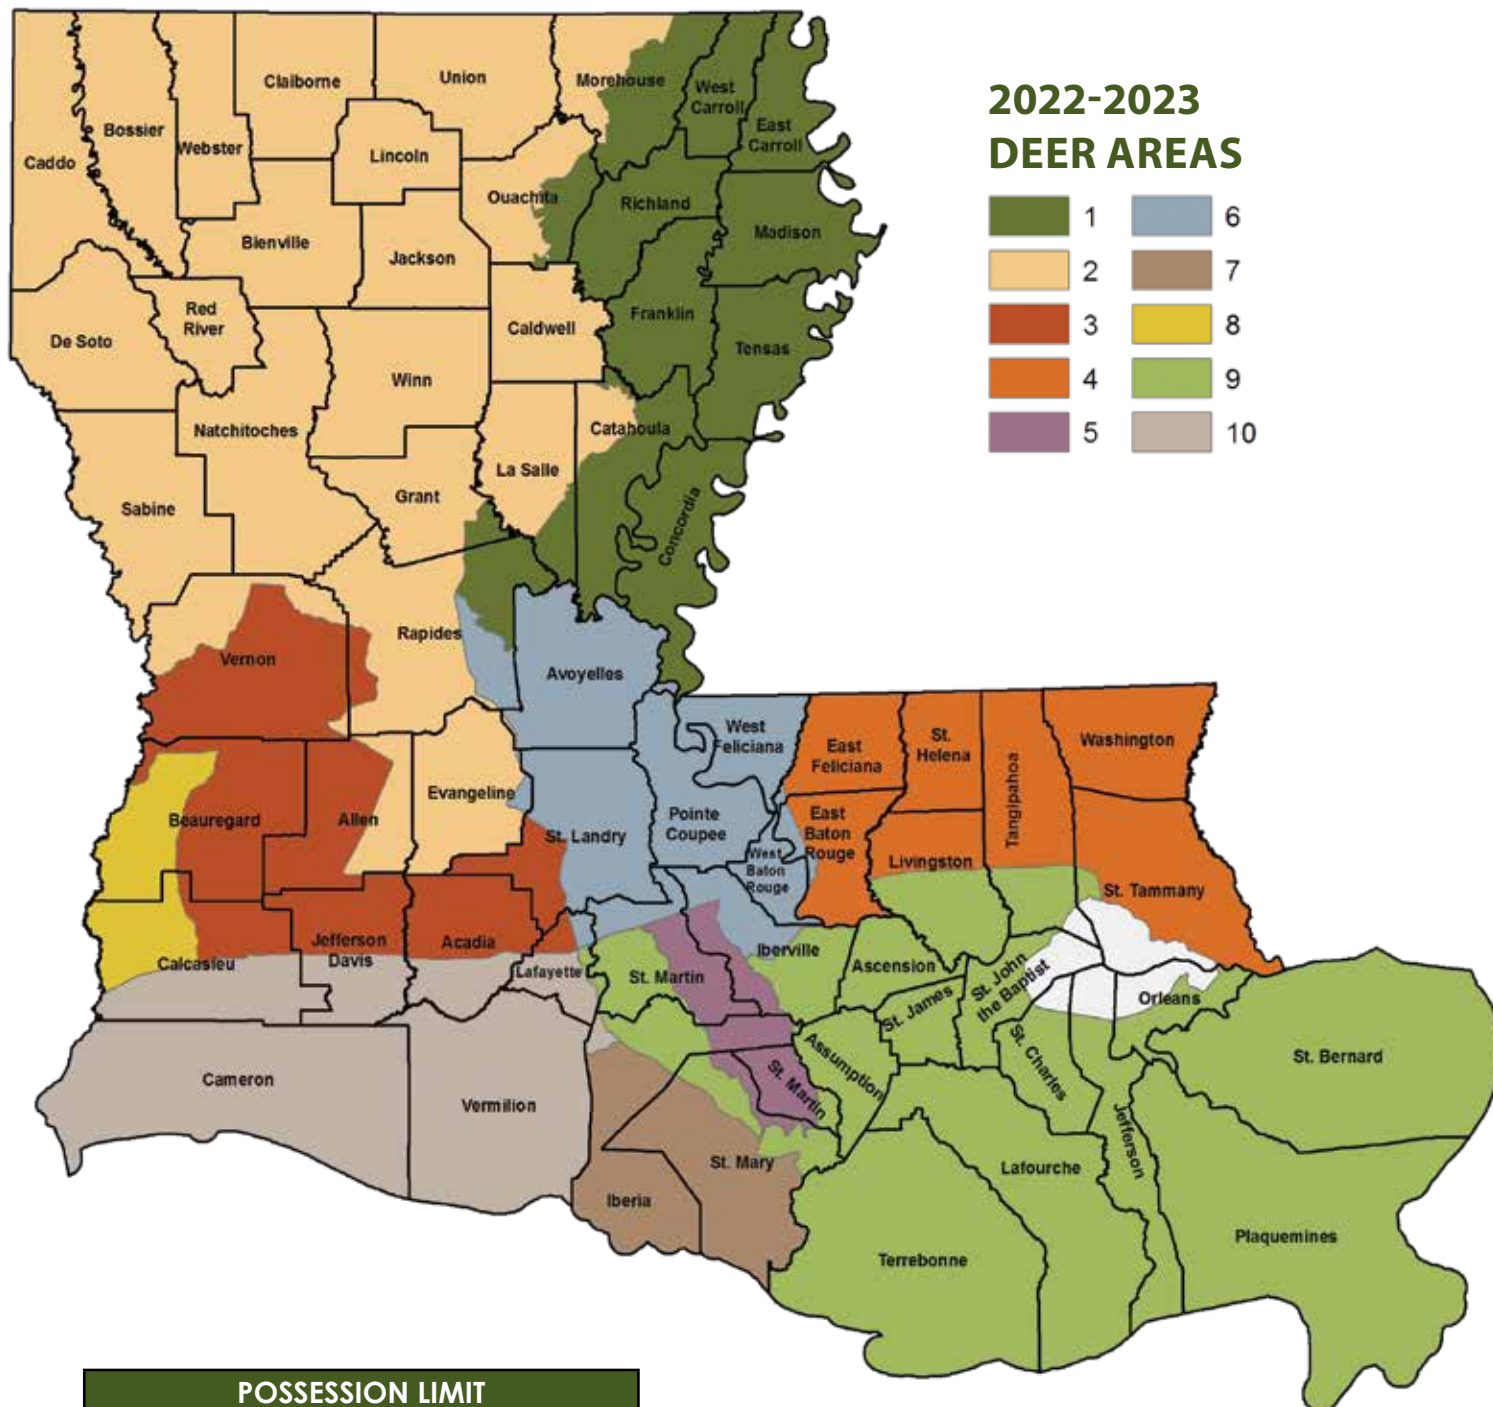 2022-2023
DEER AREAS
1
6
2
7
3
8
4
9
5
10
Caddo
Bossier
Webster
Claiborne
Union
Morehouse
West
Carroll
East
Carroll
Lincoln
Ouachita
Richland
Madison
Bienville
Jackson
De Soto
Red
River
Caldwell
Franklin
Tensas
Winn
Natchitoches
Catahoula
La Salle
Grant
Sabine
Concordia
Rapides
Vernon
Avoyelles
West
Feliciana
East
Feliciana
St.
Helena
Tangipahoa
Washington
Beauregard
Allen
Evangeline
St. Landry
Pointe
Coupee
East
Baton
Rouge
West
Baton
Rouge
Livingston
St. Tammany
Calcasieu
Jefferson
Davis
Acadia
Lafayette
St. Martin
Iberville
Ascension
St. John
the Baptist
St. James
Orleans
Cameron
Vermilion
St. Martin
Assumption
St. Charles
Jefferson
St. Bernard
St. Mary
Iberia
Lafourche
Terrebonne
Plaquemines
POSSESSION LIMIT